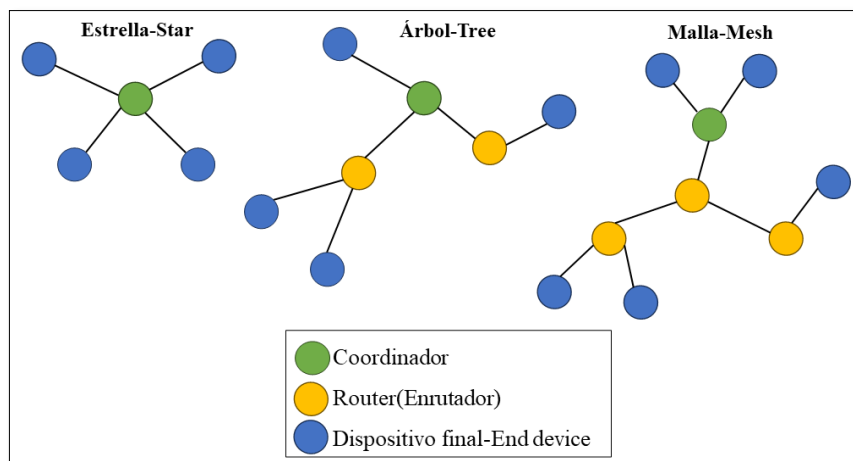 Estrella-Star
Árbol-Tree
Malla-Mesh
Coordinador
Router(Enrutador)
Dispositivo final-End device